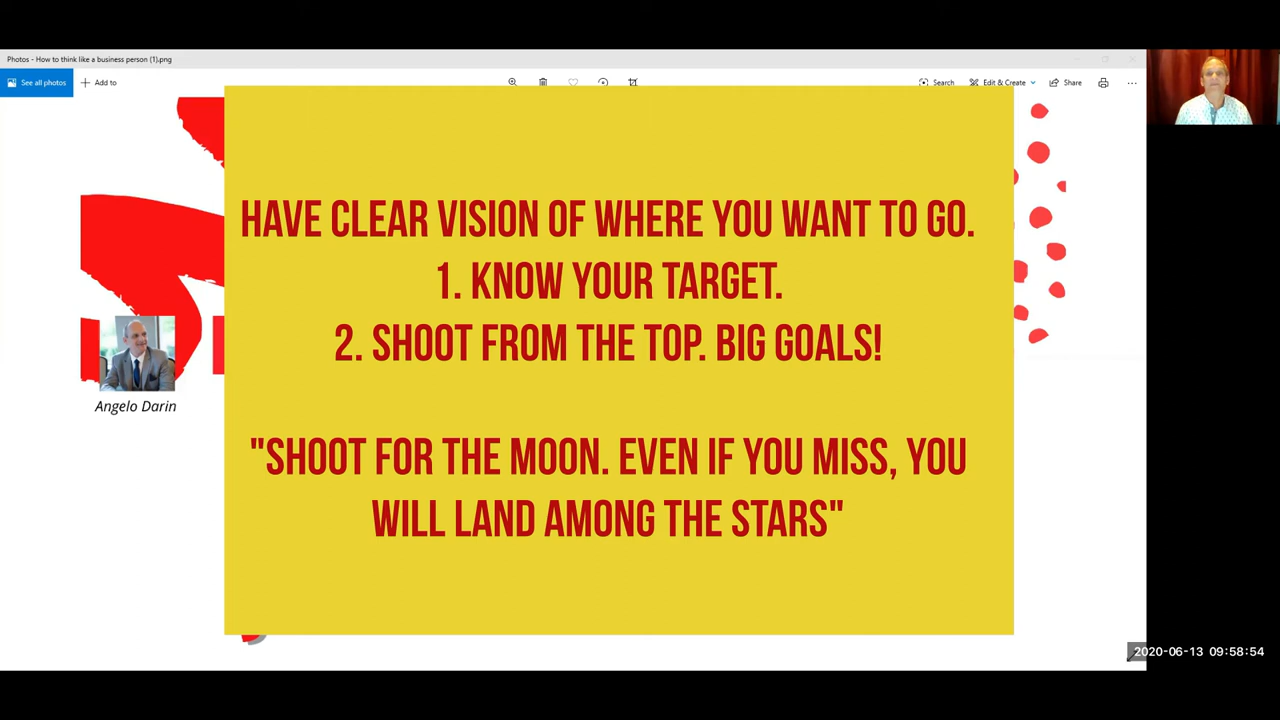 Photos - How to think like a business person (1).png
See all photos
Add to
Search
Edit & Create
Share
HAVE CLEAR VISION OF WHERE YOU WANT TO GO.
1. KNOW YOUR TARGET.
2. SHOOT FROM THE TOP. BIG GOALS!
"SHOOT FOR THE MOON. EVEN IF YOU MISS, YOU
WILL LAND AMONG THE STARS"
Angelo Darin
2020-06-13 09:58:54